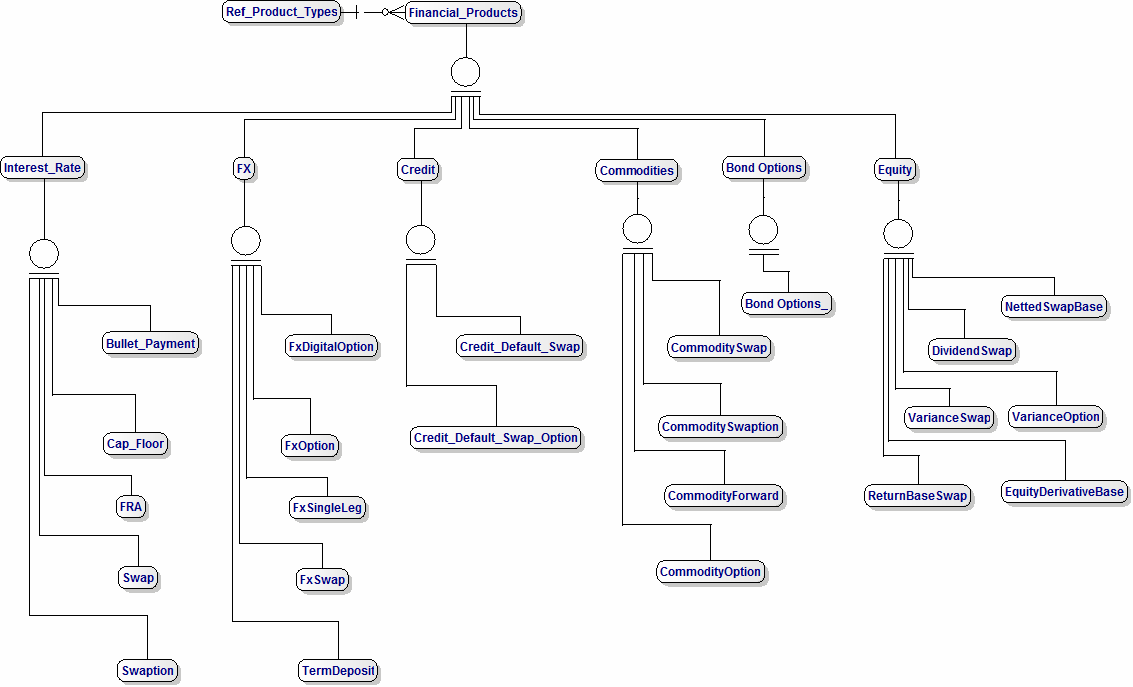 Ref_Product_Types
Financial_Products
Interest_Rate
FX
Credit
Commodities
Bond Options
Equity
Bullet_Payment
Cap_Floor
FRA
Swap
Swaption
FxDigitalOption
FxOption
FxSingleLeg
FxSwap
TermDeposit
Credit_Default_Swap
Credit_Default_Swap_Option
CommoditySwap
CommoditySwaption
CommodityForward
CommodityOption
Bond Options_
NettedSwapBase
DividendSwap
VarianceSwap
VarianceOption
ReturnBaseSwap
EquityDerivativeBase